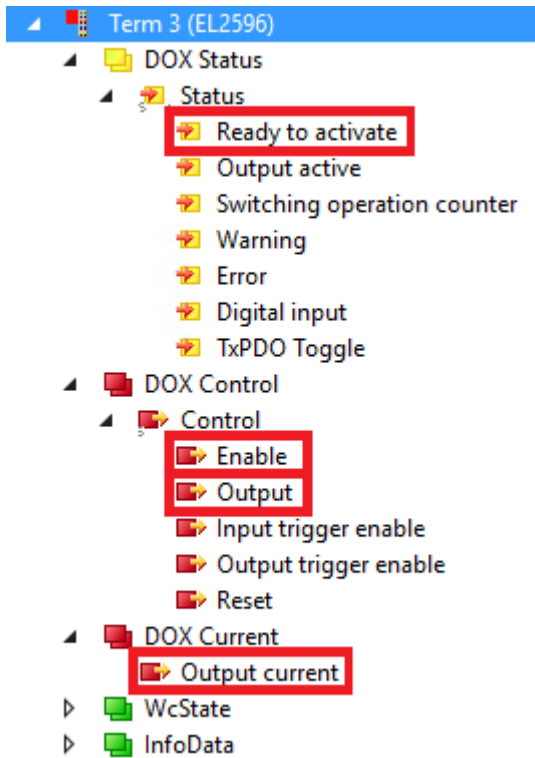 Term 3 (EL2596)
DOX Status
Status
Ready to activate
Output active
Switching operation counter
Warning
Error
Digital input
TxPDO Toggle
DOX Control
Control
Enable
Output
Input trigger enable
Output trigger enable
Reset
DOX Current
Output current
WcState
InfoData